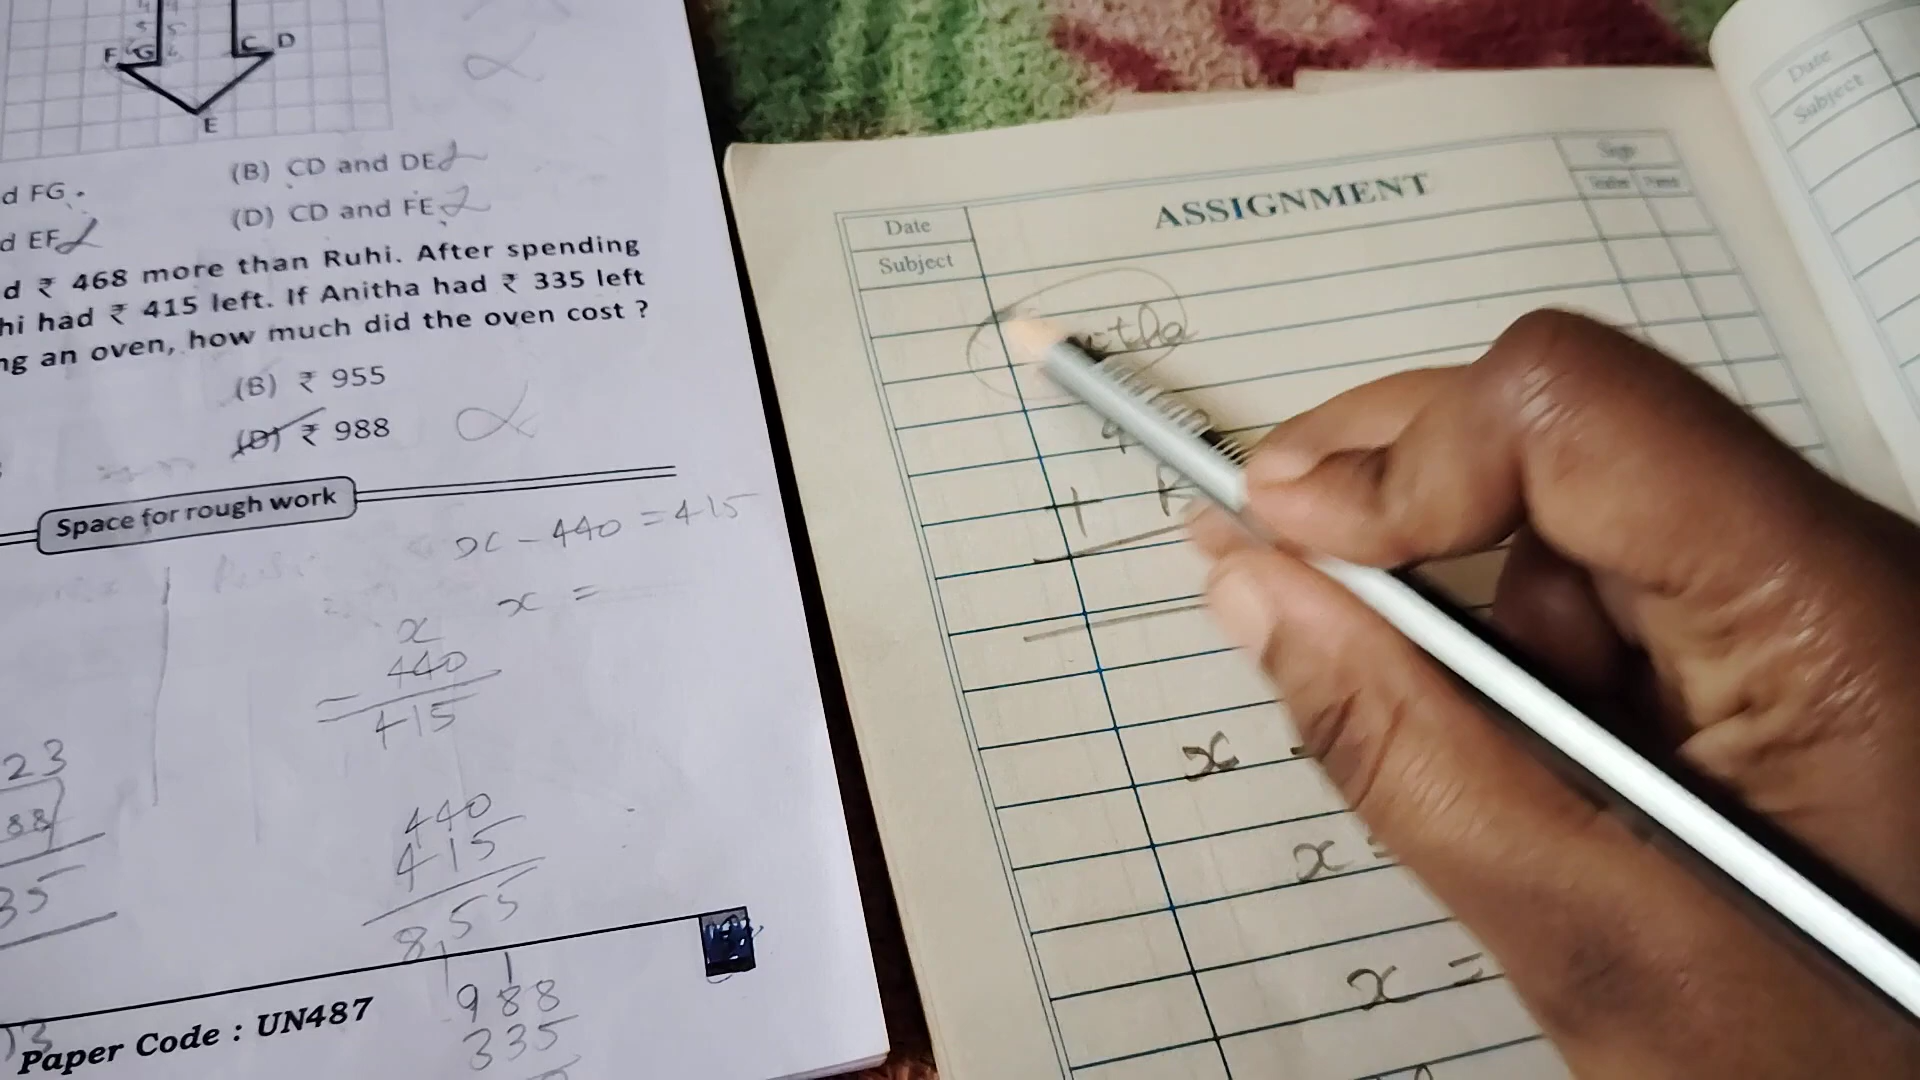 F G C D
E
(B) CD and DE
d FG.
(D) CD and FE
d EF
d ₹ 468 more than Ruhi. After spending
hi had ₹ 415 left. If Anitha had ₹ 335 left
ng an oven, how much did the oven cost ?
(B) ₹ 955
(D) ₹ 988
Space for rough work
x - 440 = 415
x =
x
440
= 415
440
415
855
23
88
35
988
335
Paper Code : UN487
ASSIGNMENT
Date
Subject
+
x
x =
x =
Date
Subject